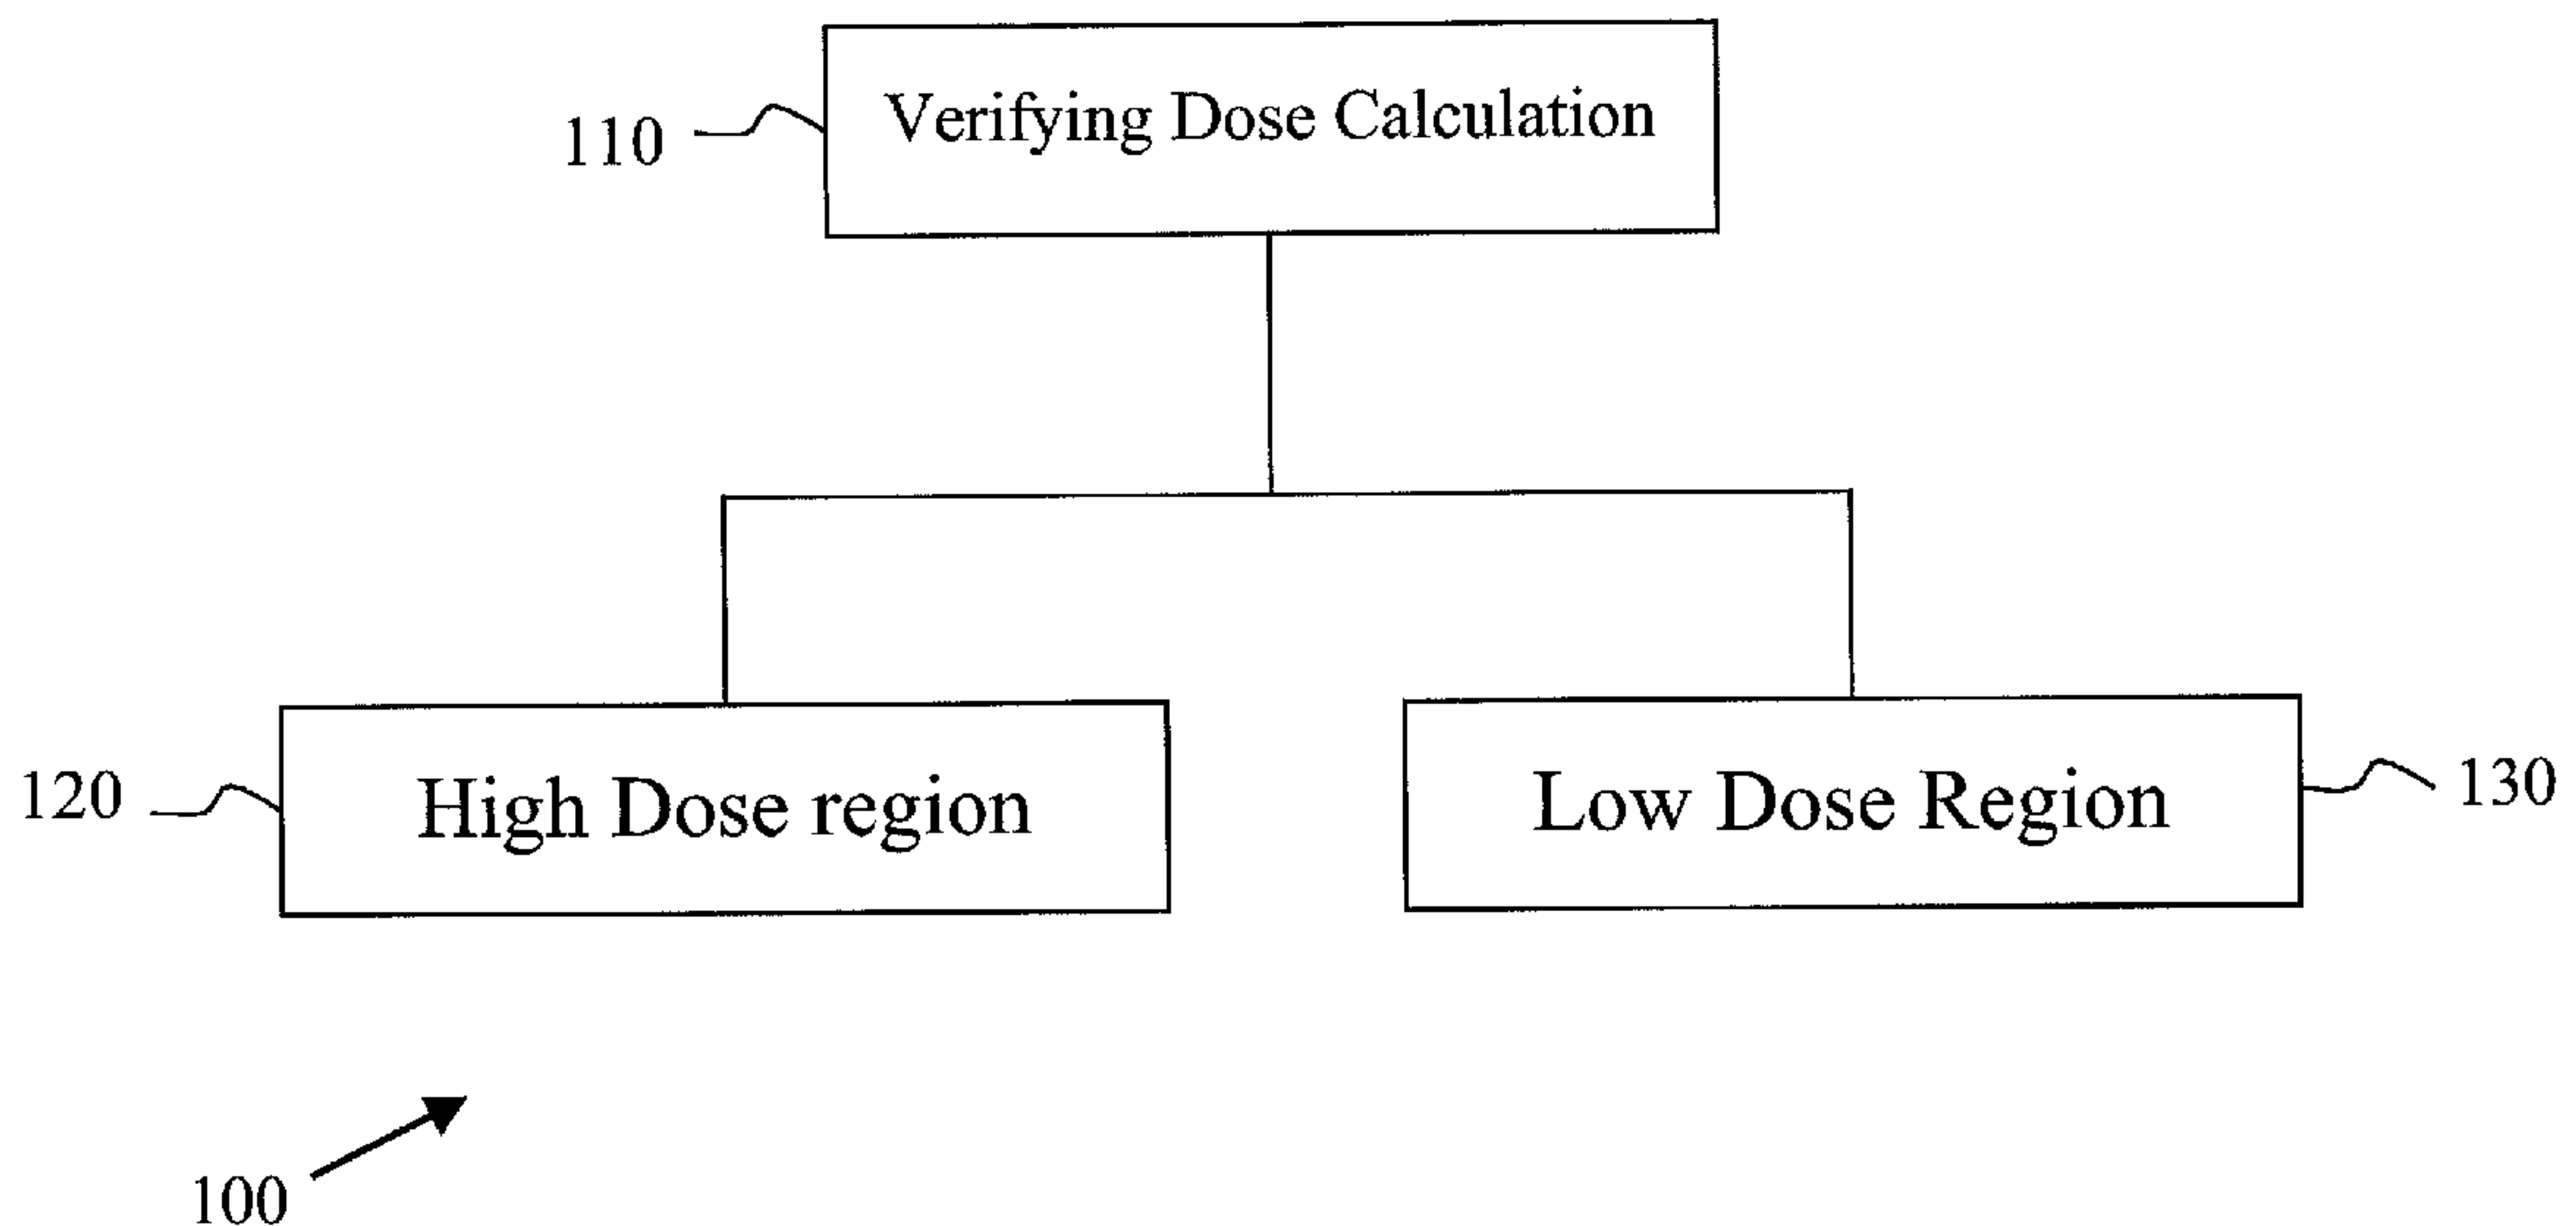 Verifying Dose Calculation
110
High Dose region
120
Low Dose Region
130
100